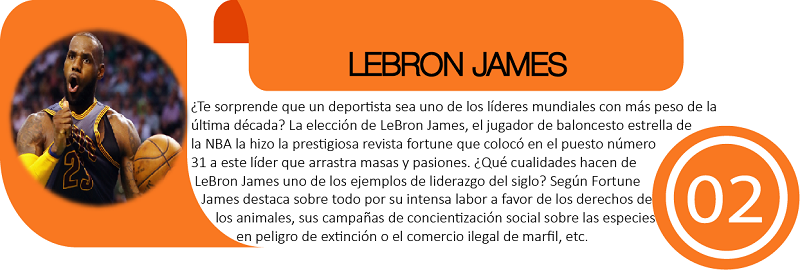 LEBRON JAMES
¿Te sorprende que un deportista sea uno de los líderes mundiales con más peso de la
última década? La elección de LeBron James, el jugador de baloncesto estrella de
la NBA la hizo la prestigiosa revista fortune que colocó en el puesto número
31 a este líder que arrastra masas y pasiones. ¿Qué cualidades hacen de
LeBron James uno de los ejemplos de liderazgo del siglo? Según Fortune
James destaca sobre todo por su intensa labor a favor de los derechos de
los animales, sus campañas de concientización social sobre las especies
en peligro de extinción o el comercio ilegal de marfil, etc.
02
23